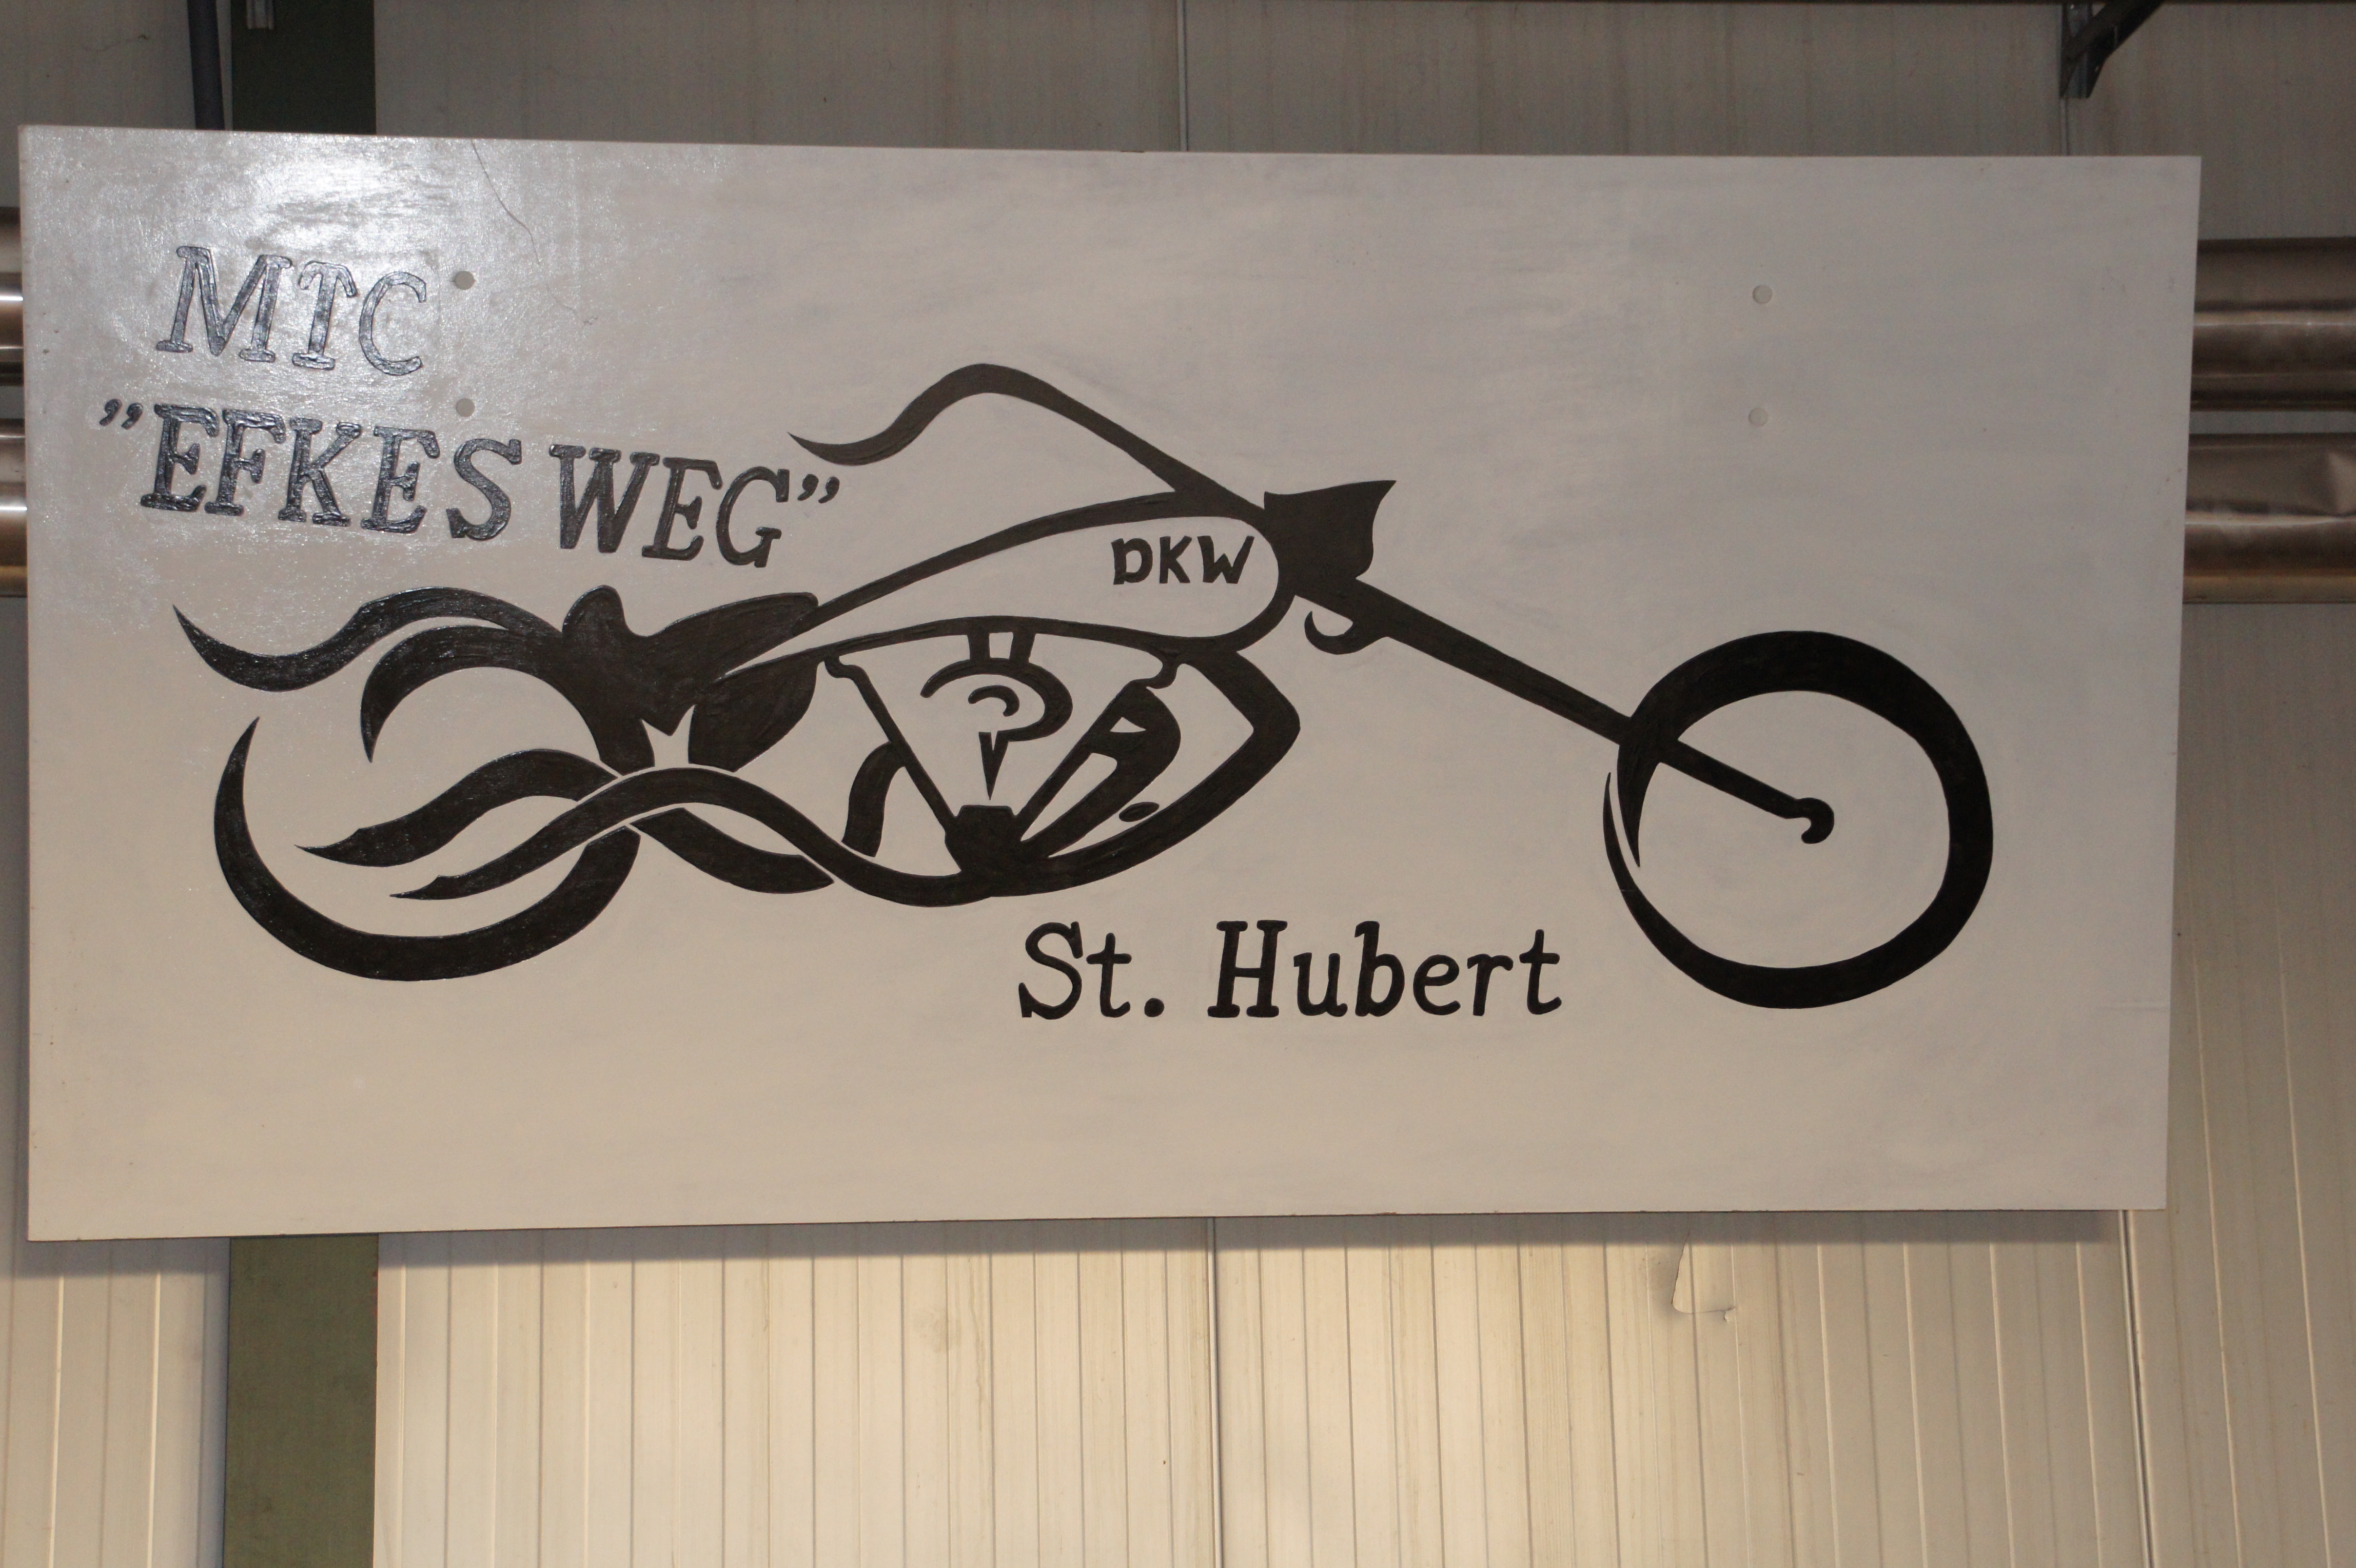 MTC
”EFKES WEG”
DKW
St. Hubert